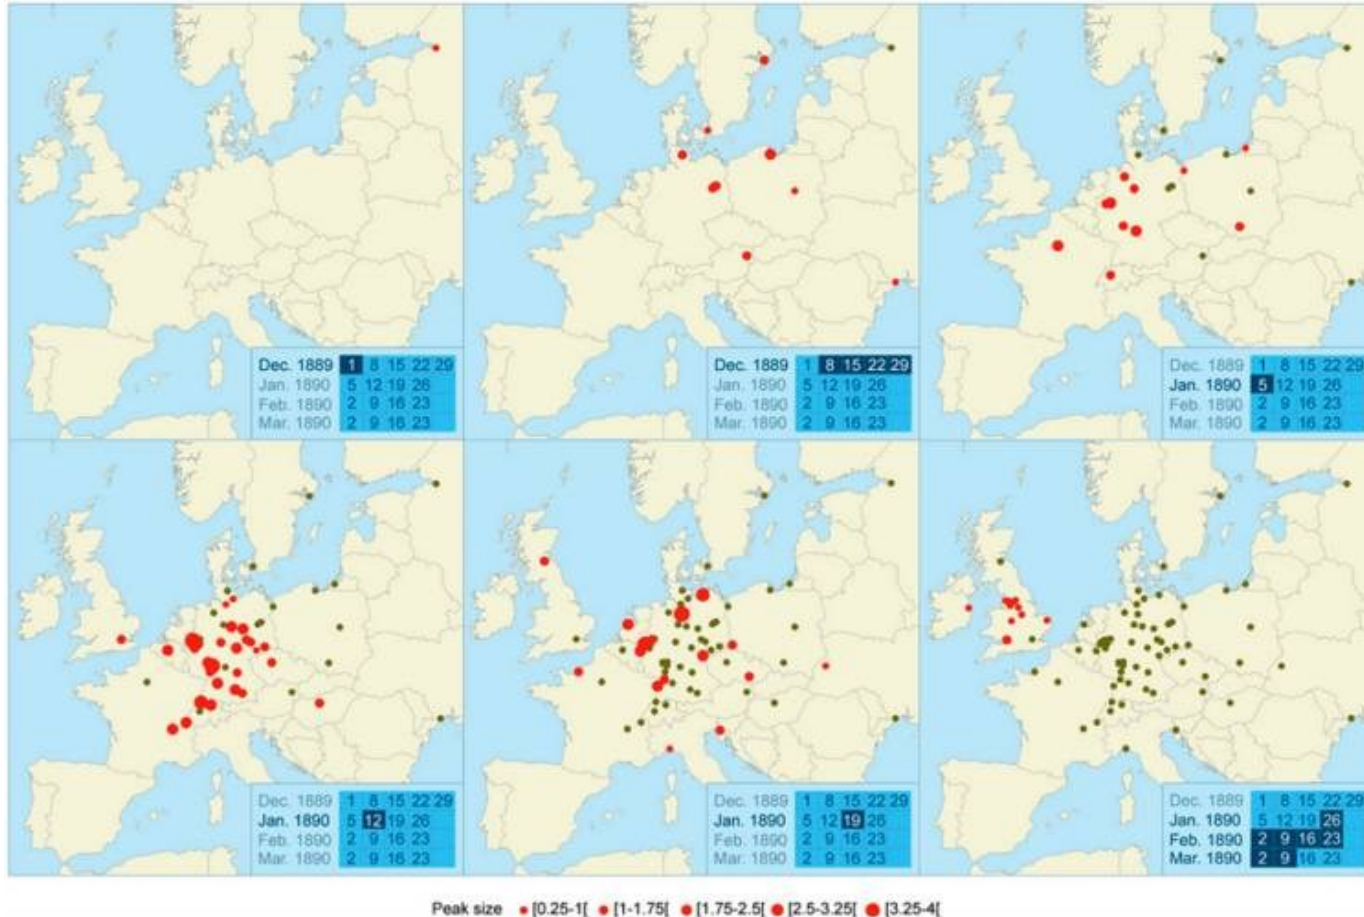 Dec. 1889 1 8 15 22 29
Jan. 1890 5 12 19 26
Feb. 1890 2 9 16 23
Mar. 1890 2 9 16 23
Dec. 1889 1 8 15 22 29
Jan. 1890 5 12 19 26
Feb. 1890 2 9 16 23
Mar. 1890 2 9 16 23
Dec. 1889 1 8 15 22 29
Jan. 1890 5 12 19 26
Feb. 1890 2 9 16 23
Mar. 1890 2 9 16 23
Dec. 1889 1 8 15 22 29
Jan. 1890 5 12 19 26
Feb. 1890 2 9 16 23
Mar. 1890 2 9 16 23
Dec. 1889 1 8 15 22 29
Jan. 1890 5 12 19 26
Feb. 1890 2 9 16 23
Mar. 1890 2 9 16 23
Dec. 1889 1 8 15 22 29
Jan. 1890 5 12 19 26
Feb. 1890 2 9 16 23
Mar. 1890 2 9 16 23
Peak size [0.25-1[ [1-1.75[ [1.75-2.5[ [2.5-3.25[ [3.25-4[